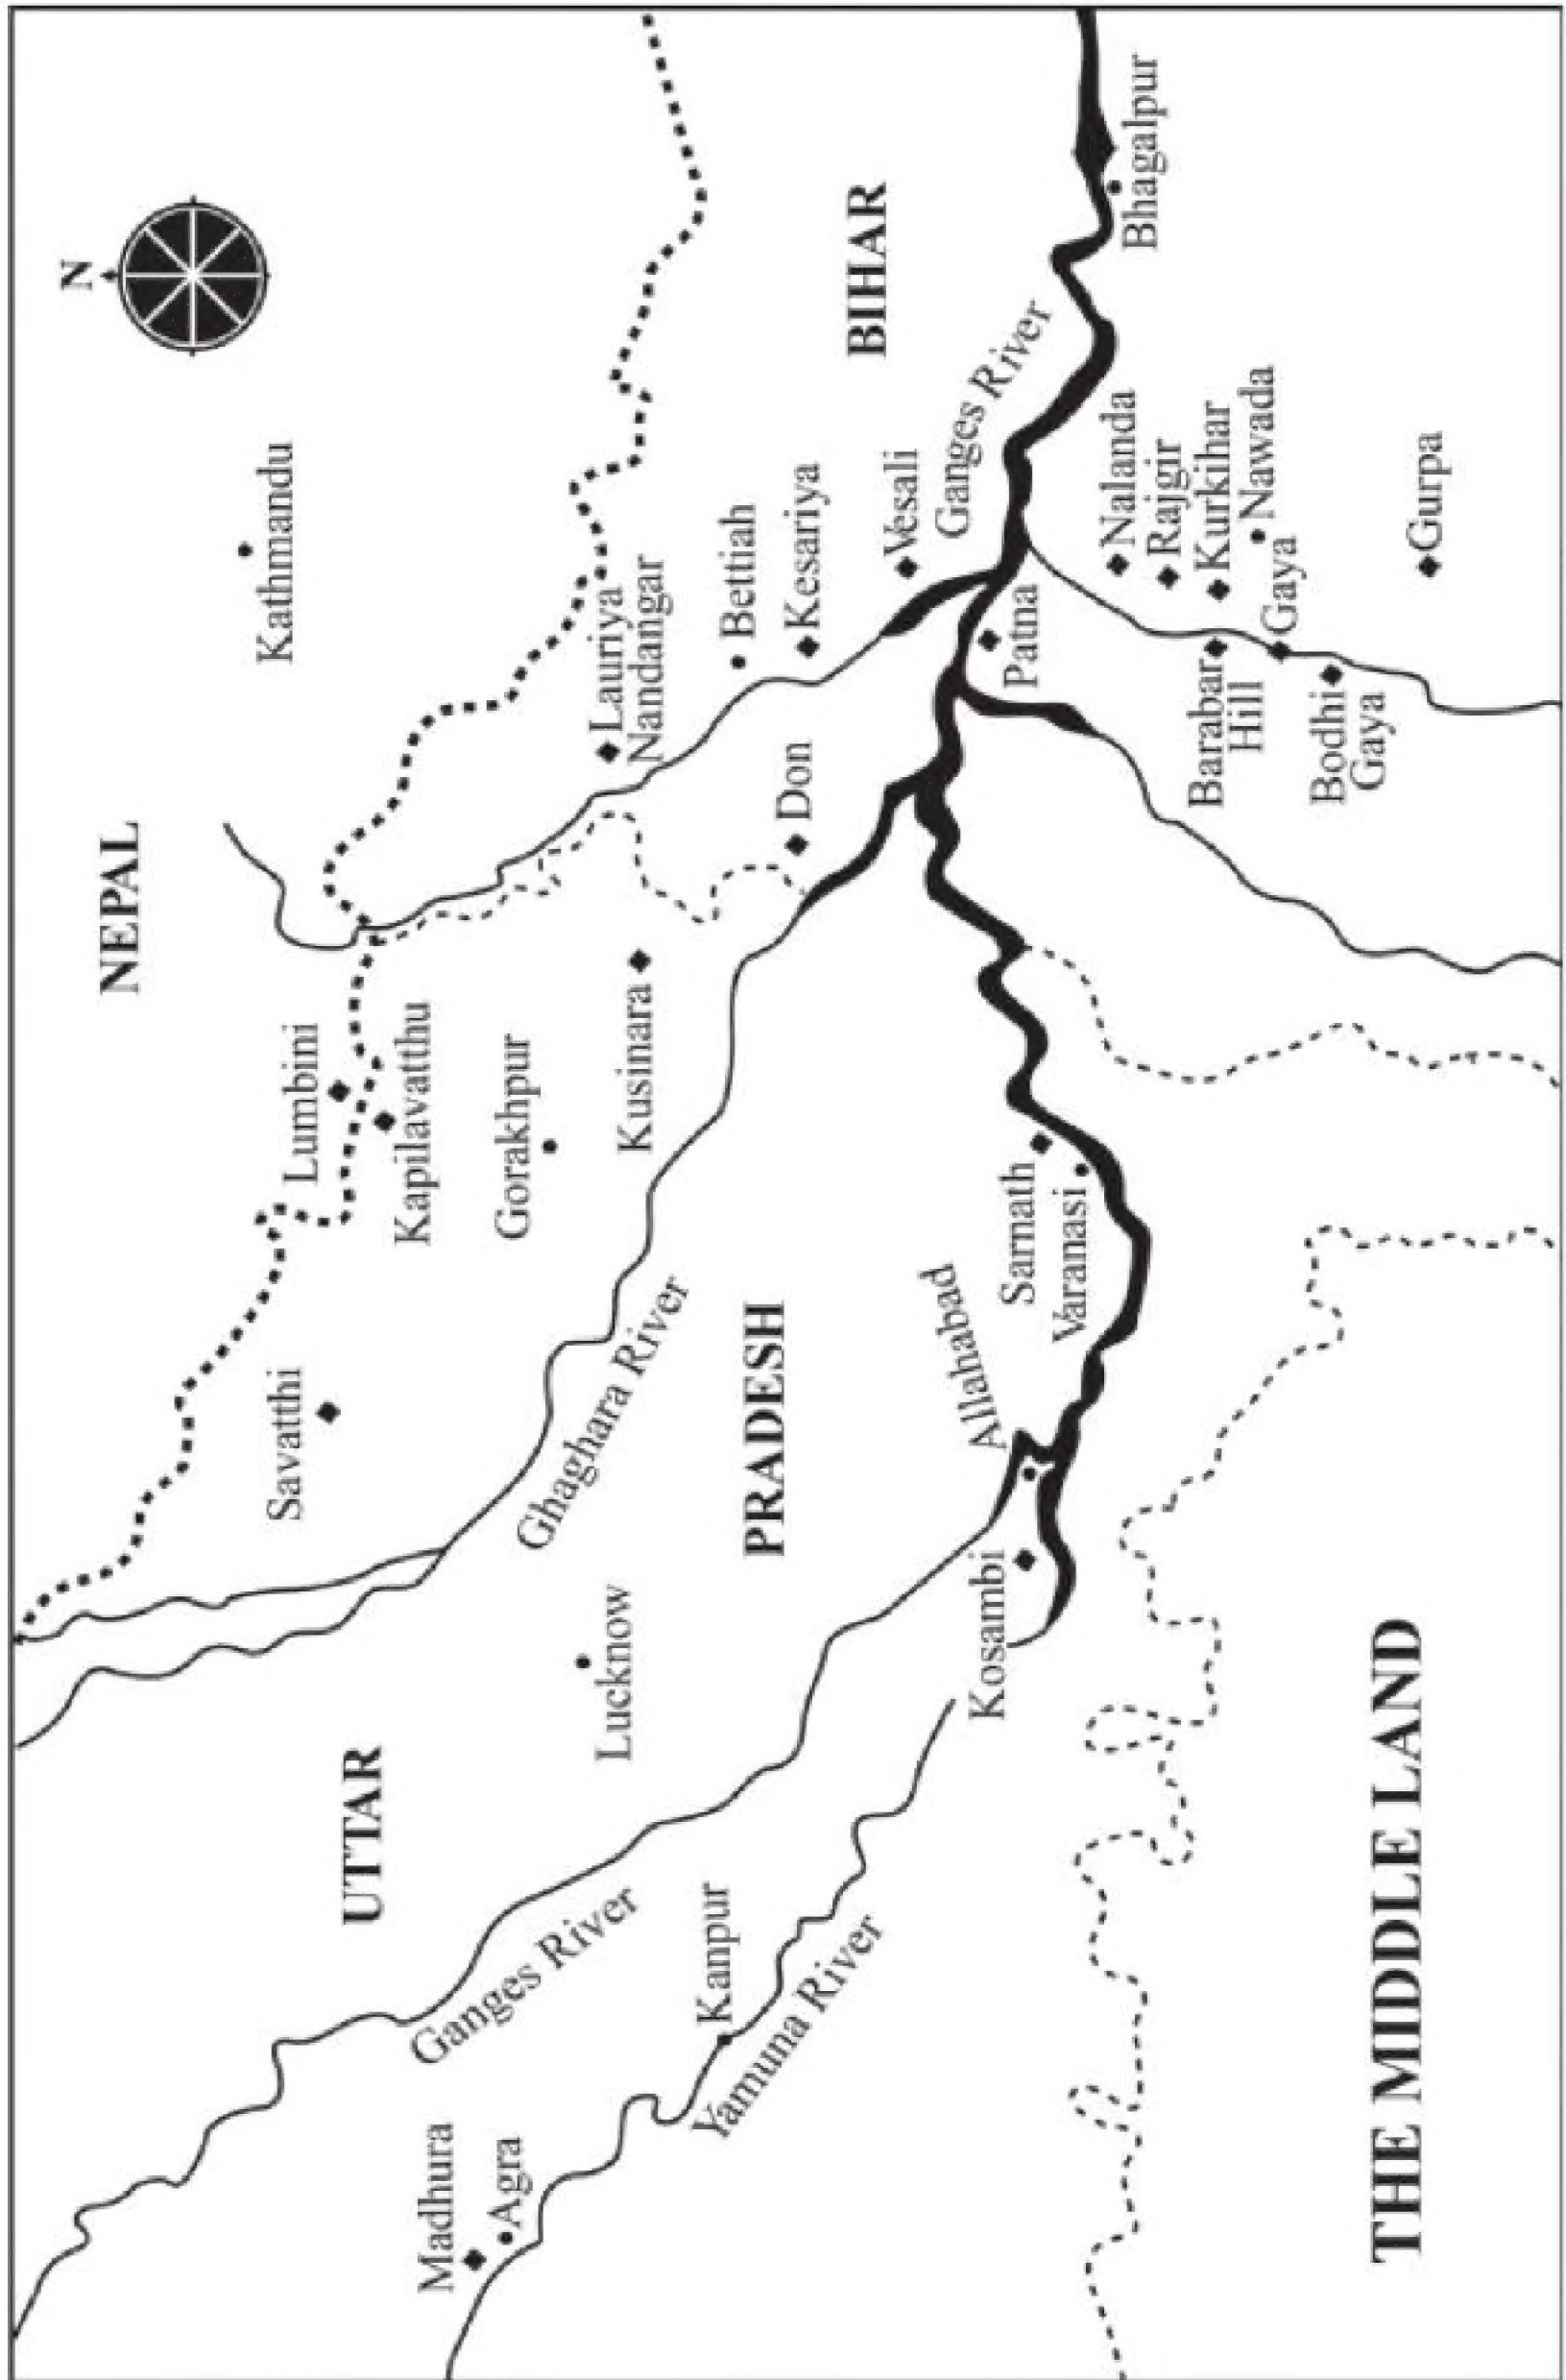 N
NEPAL
Kathmandu
Lumbini
Kapilavatthu
Savatthi
Gorakhpur
Kusinara
Lauriya
Nandangar
Bettiah
Kesariya
Don
Vesali
BIHAR
Ganges River
Bhagalpur
Patna
Nalanda
Rajgir
Kurkihar
Nawada
Gaya
Barabar
Hill
Bodhi
Gaya
Gurpa
UTTAR
PRADESH
Ghaghara River
Lucknow
Ganges River
Kanpur
Yamuna River
Madhura
Agra
Allahabad
Kosambi
Sarnath
Varanasi
THE MIDDLE LAND